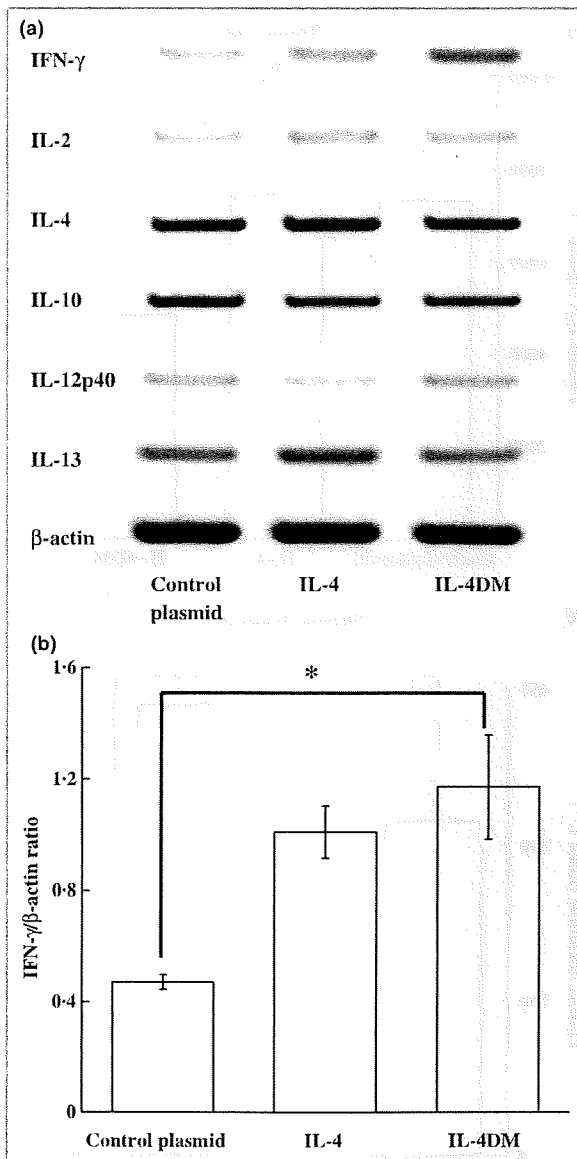 (a)
IFN-γ
IL-2
IL-4
IL-10
IL-12p40
IL-13
β-actin
Control plasmid
IL-4
IL-4DM
(b)
1·6
*
1·2
0·8
0·4
0
IFN-γ/β-actin ratio
Control plasmid
IL-4
IL-4DM